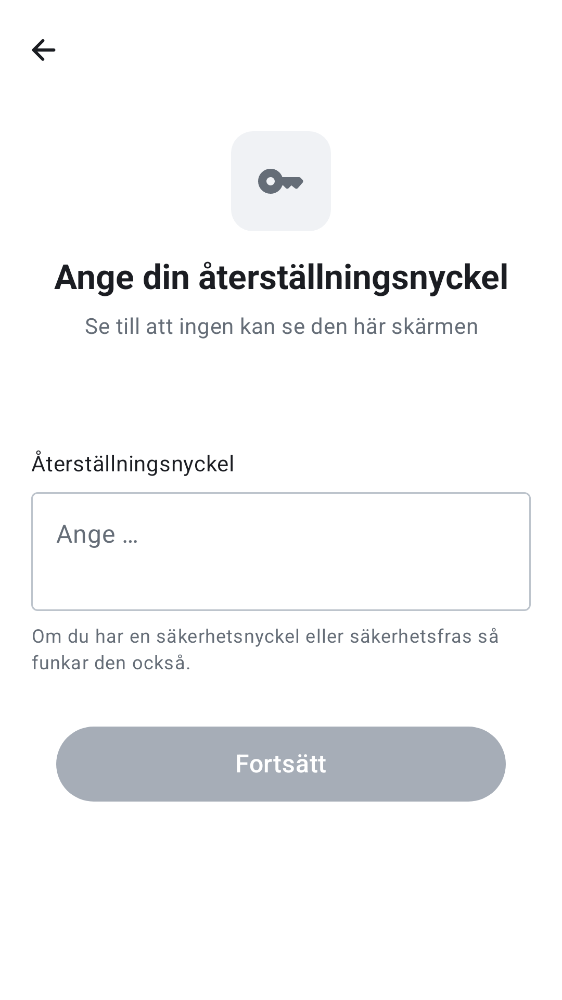 Ange din återställningsnyckel
Se till att ingen kan se den här skärmen
Återställningsnyckel
Ange …
Om du har en säkerhetsnyckel eller säkerhetsfras så
funkar den också.
Fortsätt